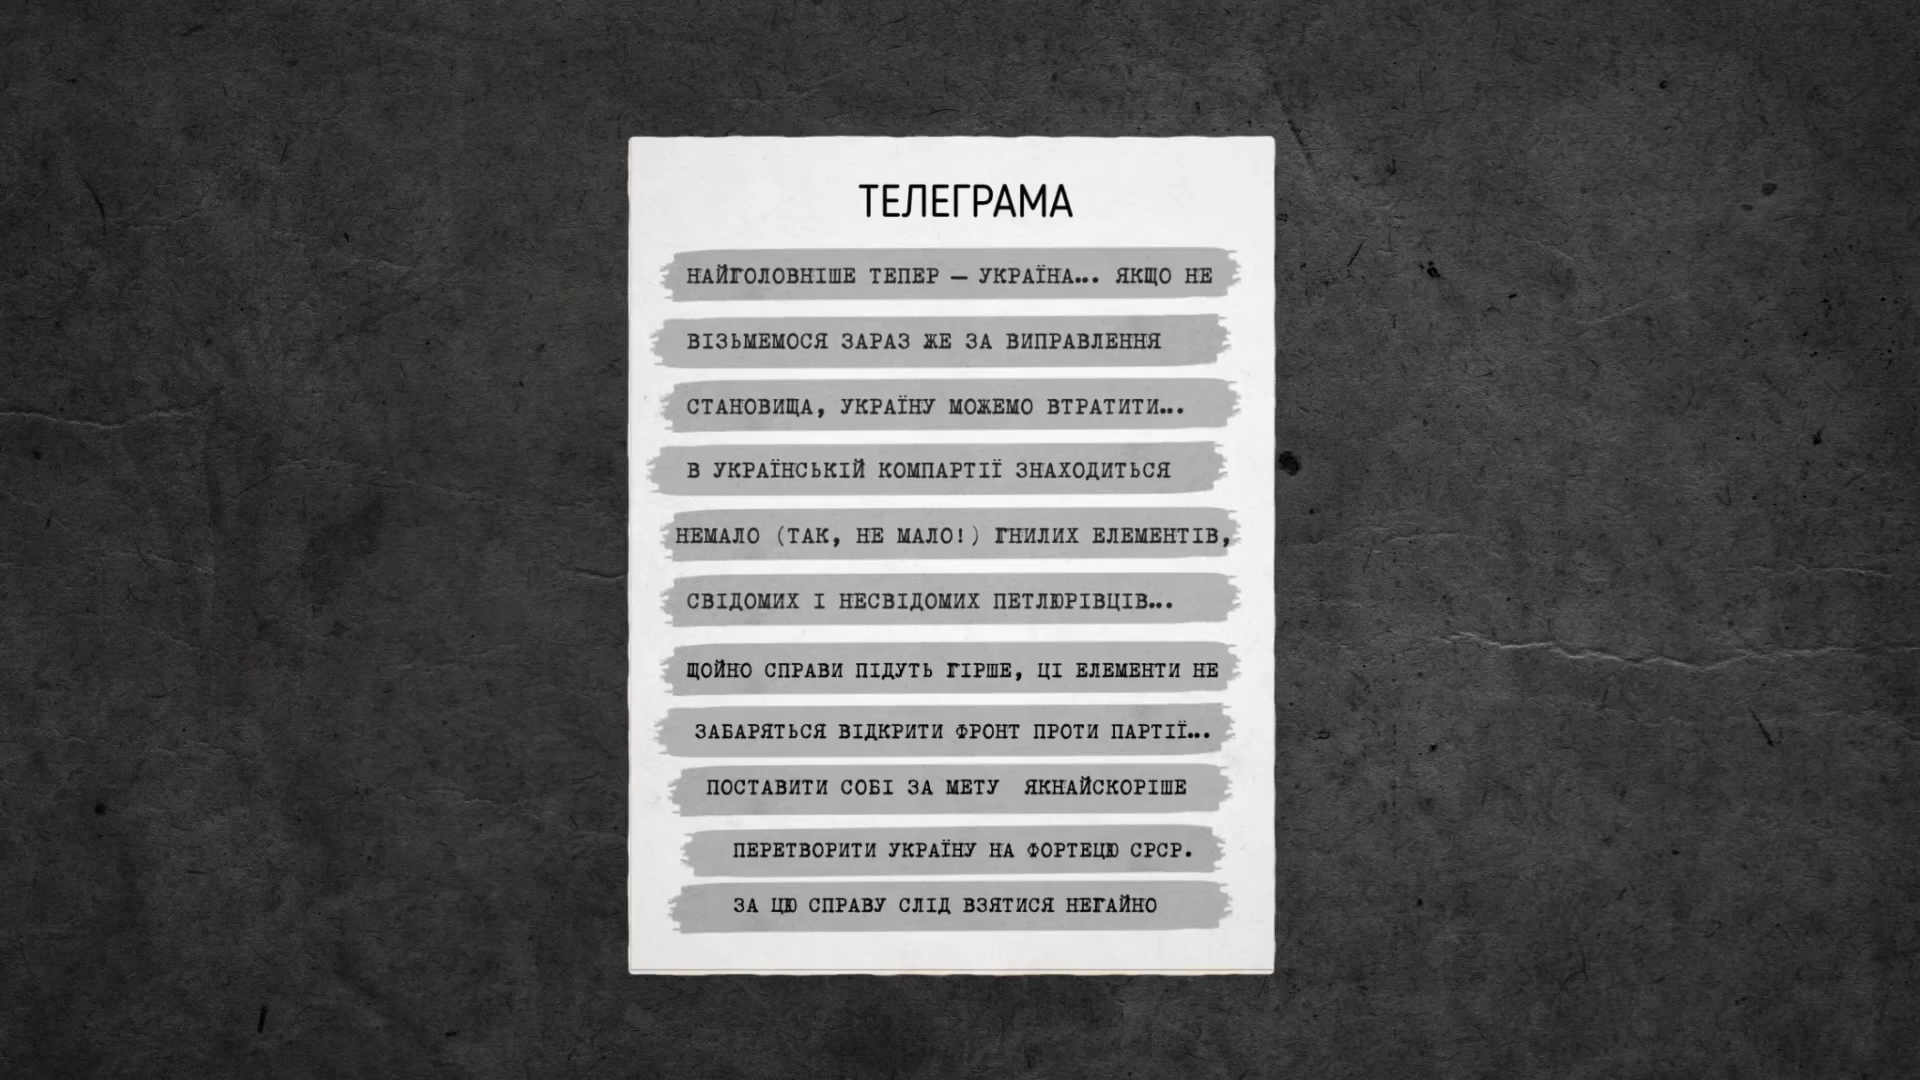 ТЕЛЕГРАМА
НАЙГОЛОВНІШЕ ТЕПЕР — УКРАЇНА... ЯКЩО НЕ
ВІЗЬМЕМОСЯ ЗАРАЗ ЖЕ ЗА ВИПРАВЛЕННЯ
СТАНОВИЩА, УКРАЇНУ МОЖЕМО ВТРАТИТИ...
В УКРАЇНСЬКІЙ КОМПАРТІЇ ЗНАХОДИТЬСЯ
НЕМАЛО (ТАК, НЕ МАЛО!) ГНИЛИХ ЕЛЕМЕНТІВ,
СВІДОМИХ І НЕСВІДОМИХ ПЕТЛЮРІВЦІВ...
ЩОЙНО СПРАВИ ПІДУТЬ ГІРШЕ, ЦІ ЕЛЕМЕНТИ НЕ
ЗАБАРЯТЬСЯ ВІДКРИТИ ФРОНТ ПРОТИ ПАРТІЇ...
ПОСТАВИТИ СОБІ ЗА МЕТУ ЯКНАЙСКОРІШЕ
ПЕРЕТВОРИТИ УКРАЇНУ НА ФОРТЕЦЮ СРСР.
ЗА ЦЮ СПРАВУ СЛІД ВЗЯТИСЯ НЕГАЙНО